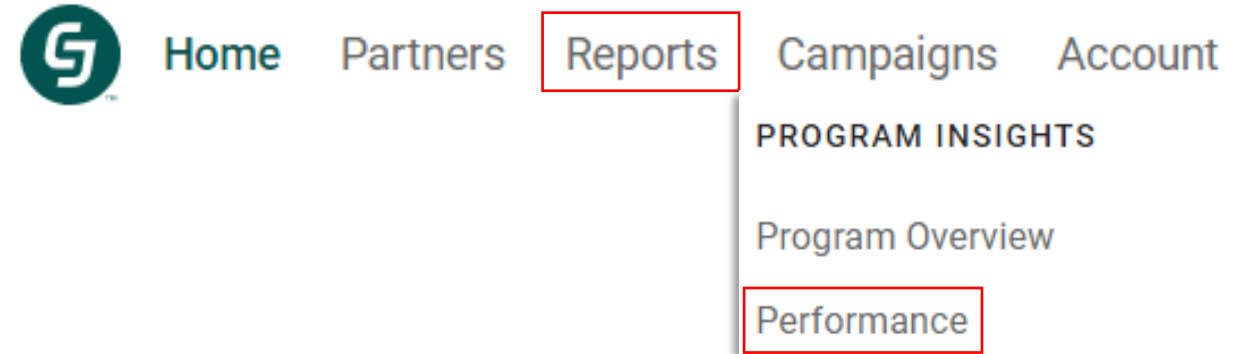 Home Partners Reports Campaigns Account
PROGRAM INSIGHTS
Program Overview
Performance